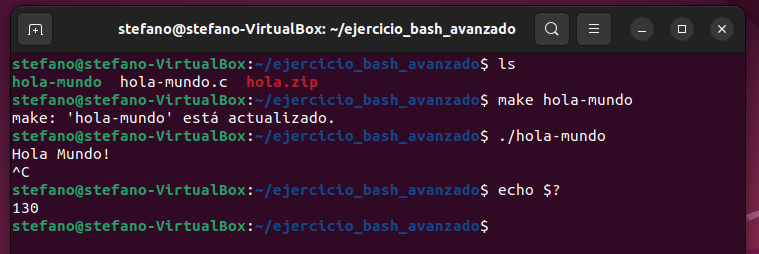 stefano@stefano-VirtualBox: ~/ejercicio_bash_avanzado
stefano@stefano-VirtualBox:~/ejercicio_bash_avanzado$ ls
hola-mundo  hola-mundo.c  hola.zip
stefano@stefano-VirtualBox:~/ejercicio_bash_avanzado$ make hola-mundo
make: 'hola-mundo' está actualizado.
stefano@stefano-VirtualBox:~/ejercicio_bash_avanzado$ ./hola-mundo
Hola Mundo!
^C
stefano@stefano-VirtualBox:~/ejercicio_bash_avanzado$ echo $?
130
stefano@stefano-VirtualBox:~/ejercicio_bash_avanzado$